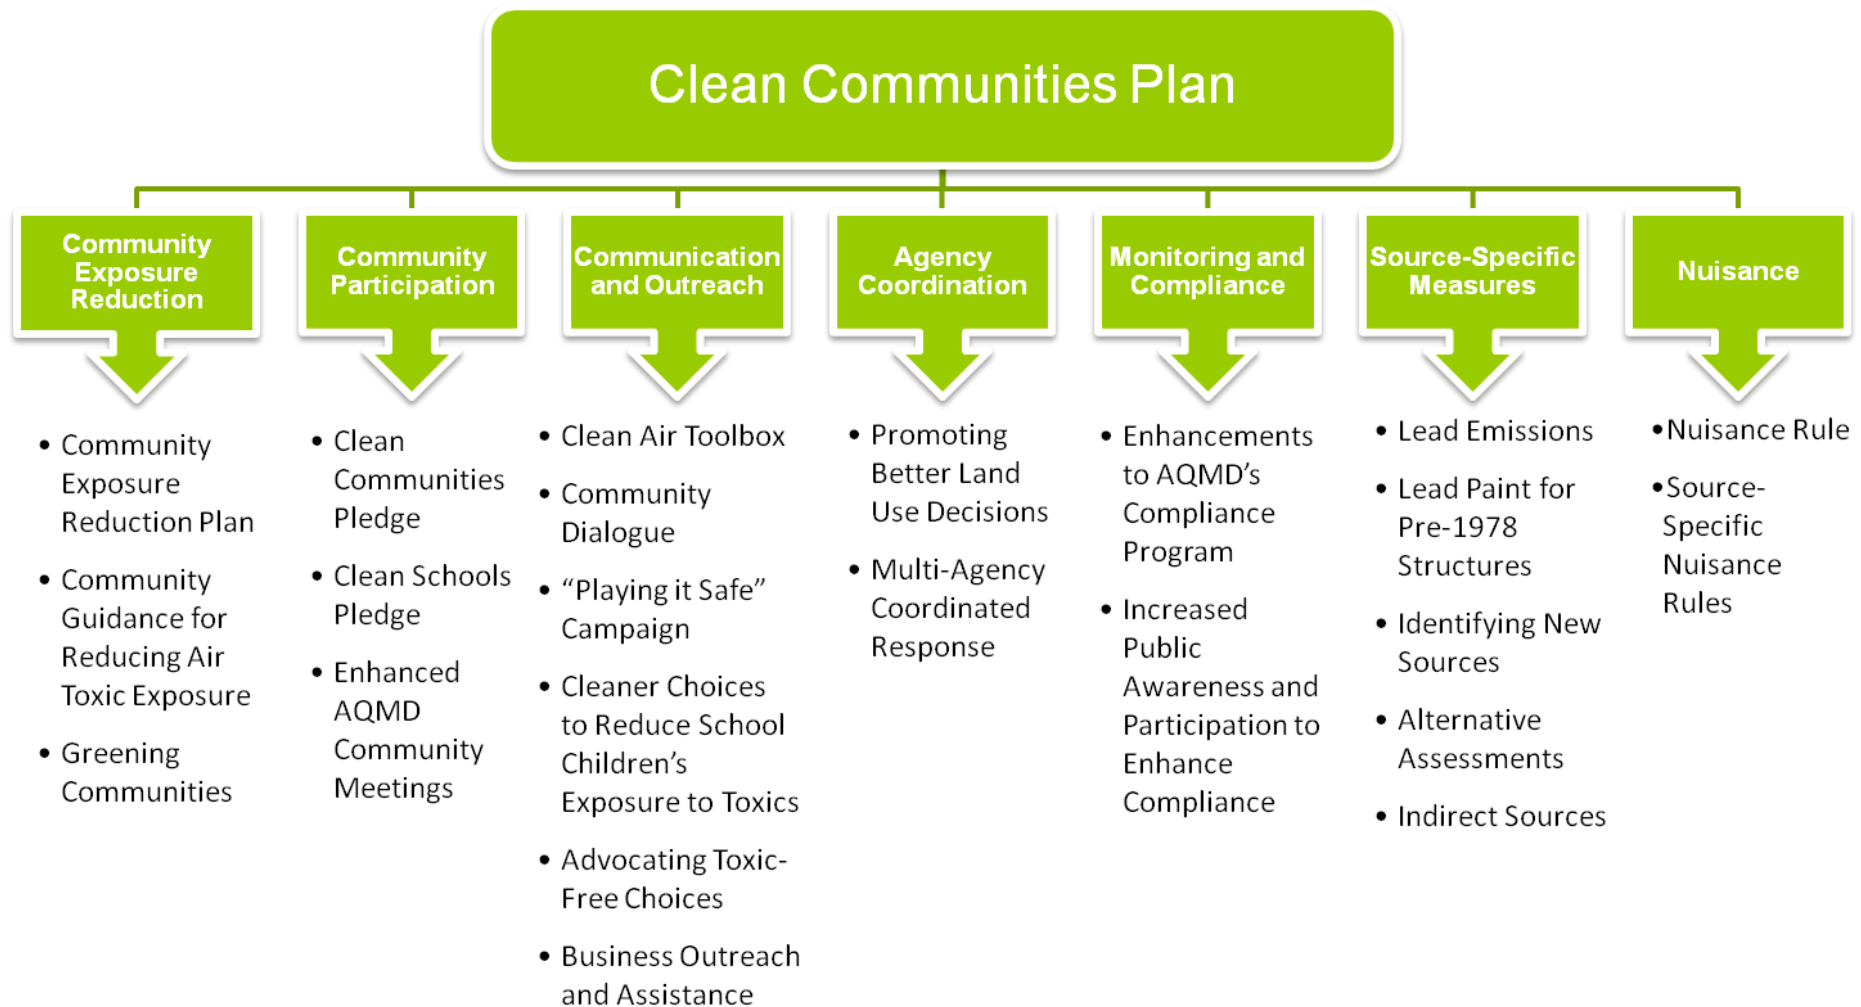 Clean Communities Plan
Community
Exposure
Reduction
Community
Participation
Communication
and Outreach
Agency
Coordination
Monitoring and
Compliance
Source-Specific
Measures
Nuisance
• Community
Exposure
Reduction Plan
• Community
Guidance for
Reducing Air
Toxic Exposure
• Greening
Communities
• Clean
Communities
Pledge
• Clean Schools
Pledge
• Enhanced
AQMD
Community
Meetings
• Clean Air Toolbox
• Community
Dialogue
• “Playing it Safe”
Campaign
• Cleaner Choices
to Reduce School
Children’s
Exposure to Toxics
• Advocating Toxic-
Free Choices
• Business Outreach
and Assistance
• Promoting
Better Land
Use Decisions
• Multi-Agency
Coordinated
Response
• Enhancements
to AQMD’s
Compliance
Program
• Increased
Public
Awareness and
Participation to
Enhance
Compliance
• Lead Emissions
• Lead Paint for
Pre-1978
Structures
• Identifying New
Sources
• Alternative
Assessments
• Indirect Sources
•Nuisance Rule
•Source-
Specific
Nuisance
Rules